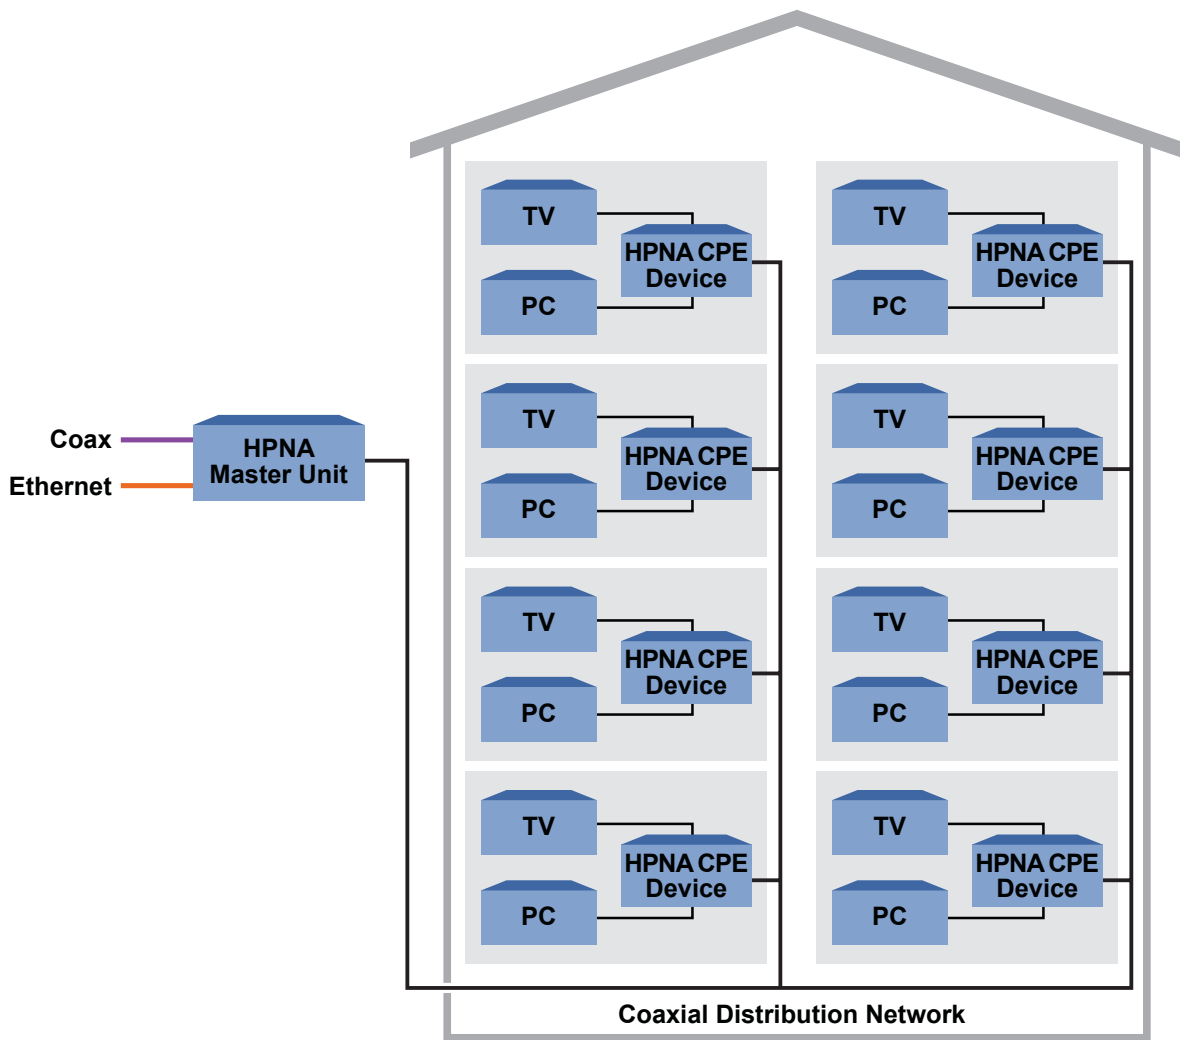 TV
HPNA CPE
Device
PC
TV
HPNA CPE
Device
PC
TV
HPNA CPE
Device
PC
TV
HPNA CPE
Device
PC
Coax
Ethernet
HPNA
Master Unit
TV
HPNA CPE
Device
PC
TV
HPNA CPE
Device
PC
TV
HPNA CPE
Device
PC
TV
HPNA CPE
Device
PC
Coaxial Distribution Network